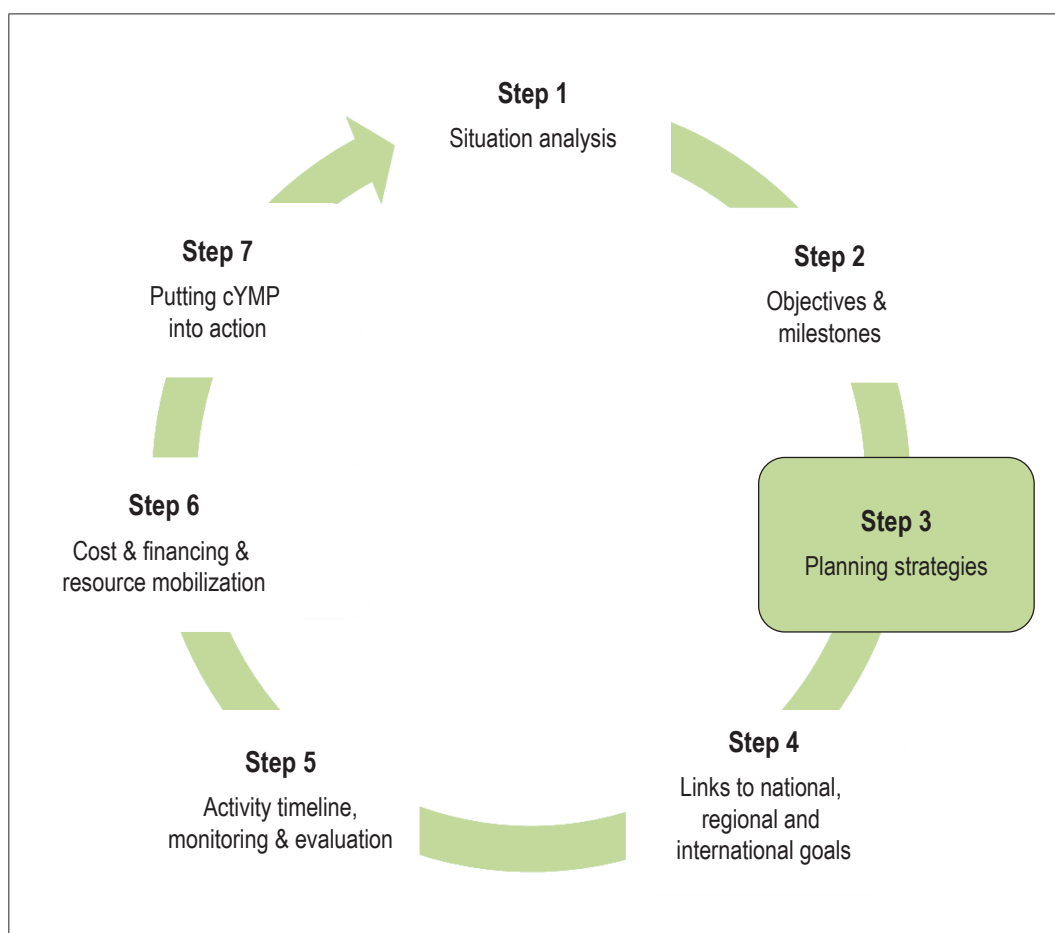 Step 1
Situation analysis
Step 2
Objectives &
milestones
Step 3
Planning strategies
Step 4
Links to national,
regional and
international goals
Step 5
Activity timeline,
monitoring & evaluation
Step 6
Cost & financing &
resource mobilization
Step 7
Putting cYMP
into action